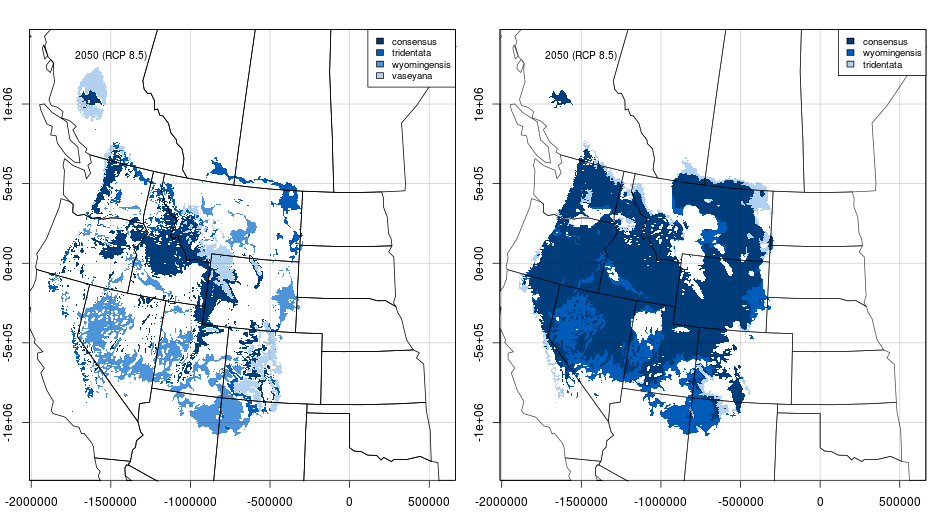 2050 (RCP 8.5)
consensus
tridentata
wyomingensis
vaseyana
1e+06
5e+05
0e+00
-5e+05
-1e+06
-2000000 -1500000 -1000000 -500000 0 500000
2050 (RCP 8.5)
consensus
wyomingensis
tridentata
1e+06
5e+05
0e+00
-5e+05
-1e+06
-2000000 -1500000 -1000000 -500000 0 500000